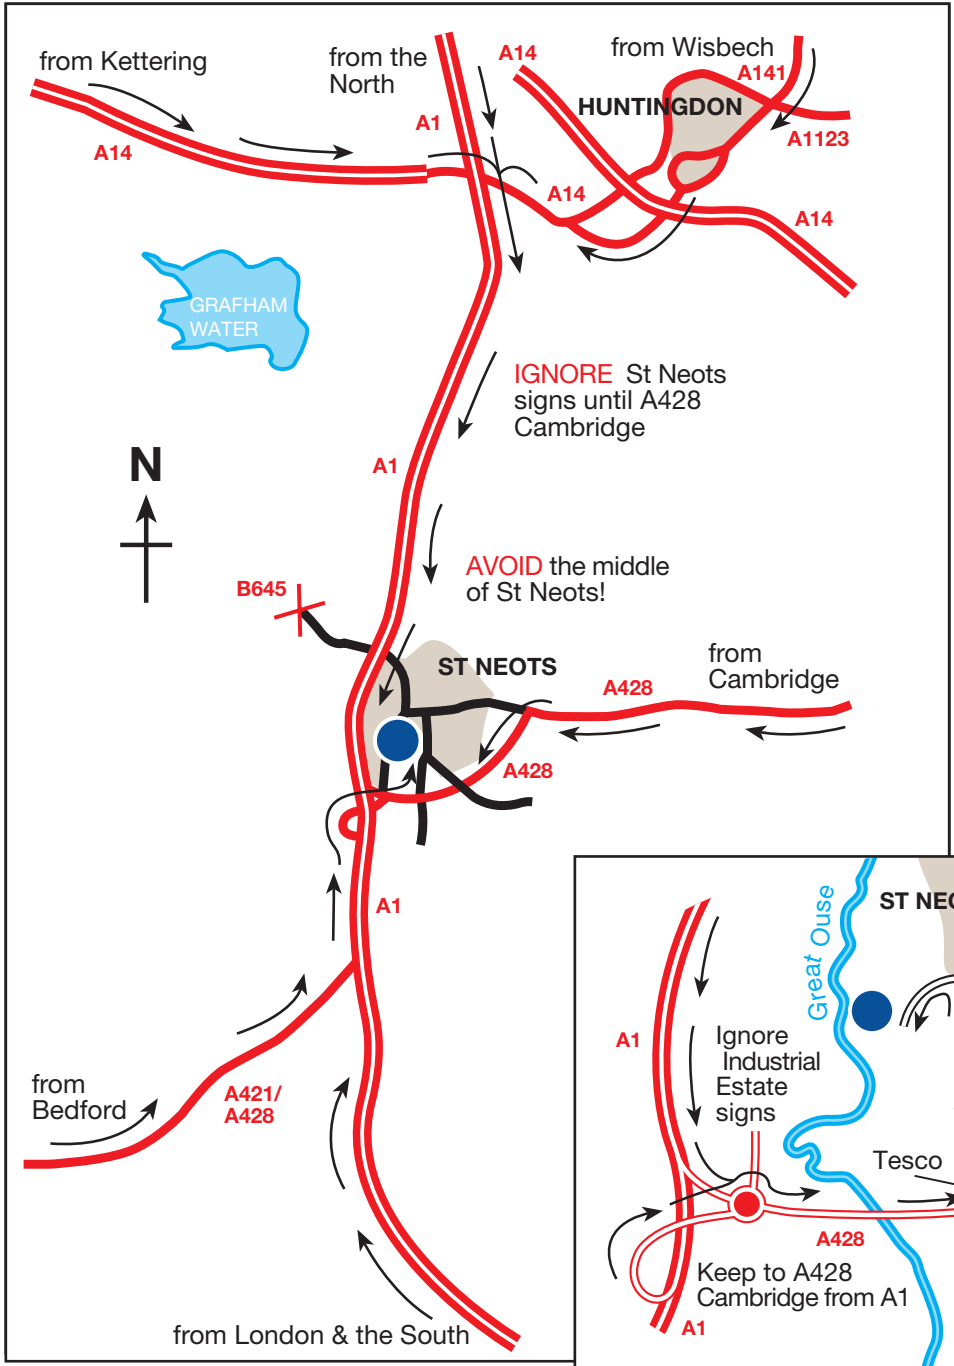 from Kettering
from the
North
A14
from Wisbech
A141
HUNTINGDON
A1
A1123
A14
A14
A14
GRAFHAM
WATER
IGNORE St Neots
signs until A428
Cambridge
N
A1
AVOID the middle
of St Neots!
B645
ST NEOTS
from
Cambridge
A428
A428
A1
from
Bedford
A421/
A428
from London & the South
Great Ouse
ST NEO
A1
Ignore
Industrial
Estate
signs
Tesco
A428
Keep to A428
Cambridge from A1
A1